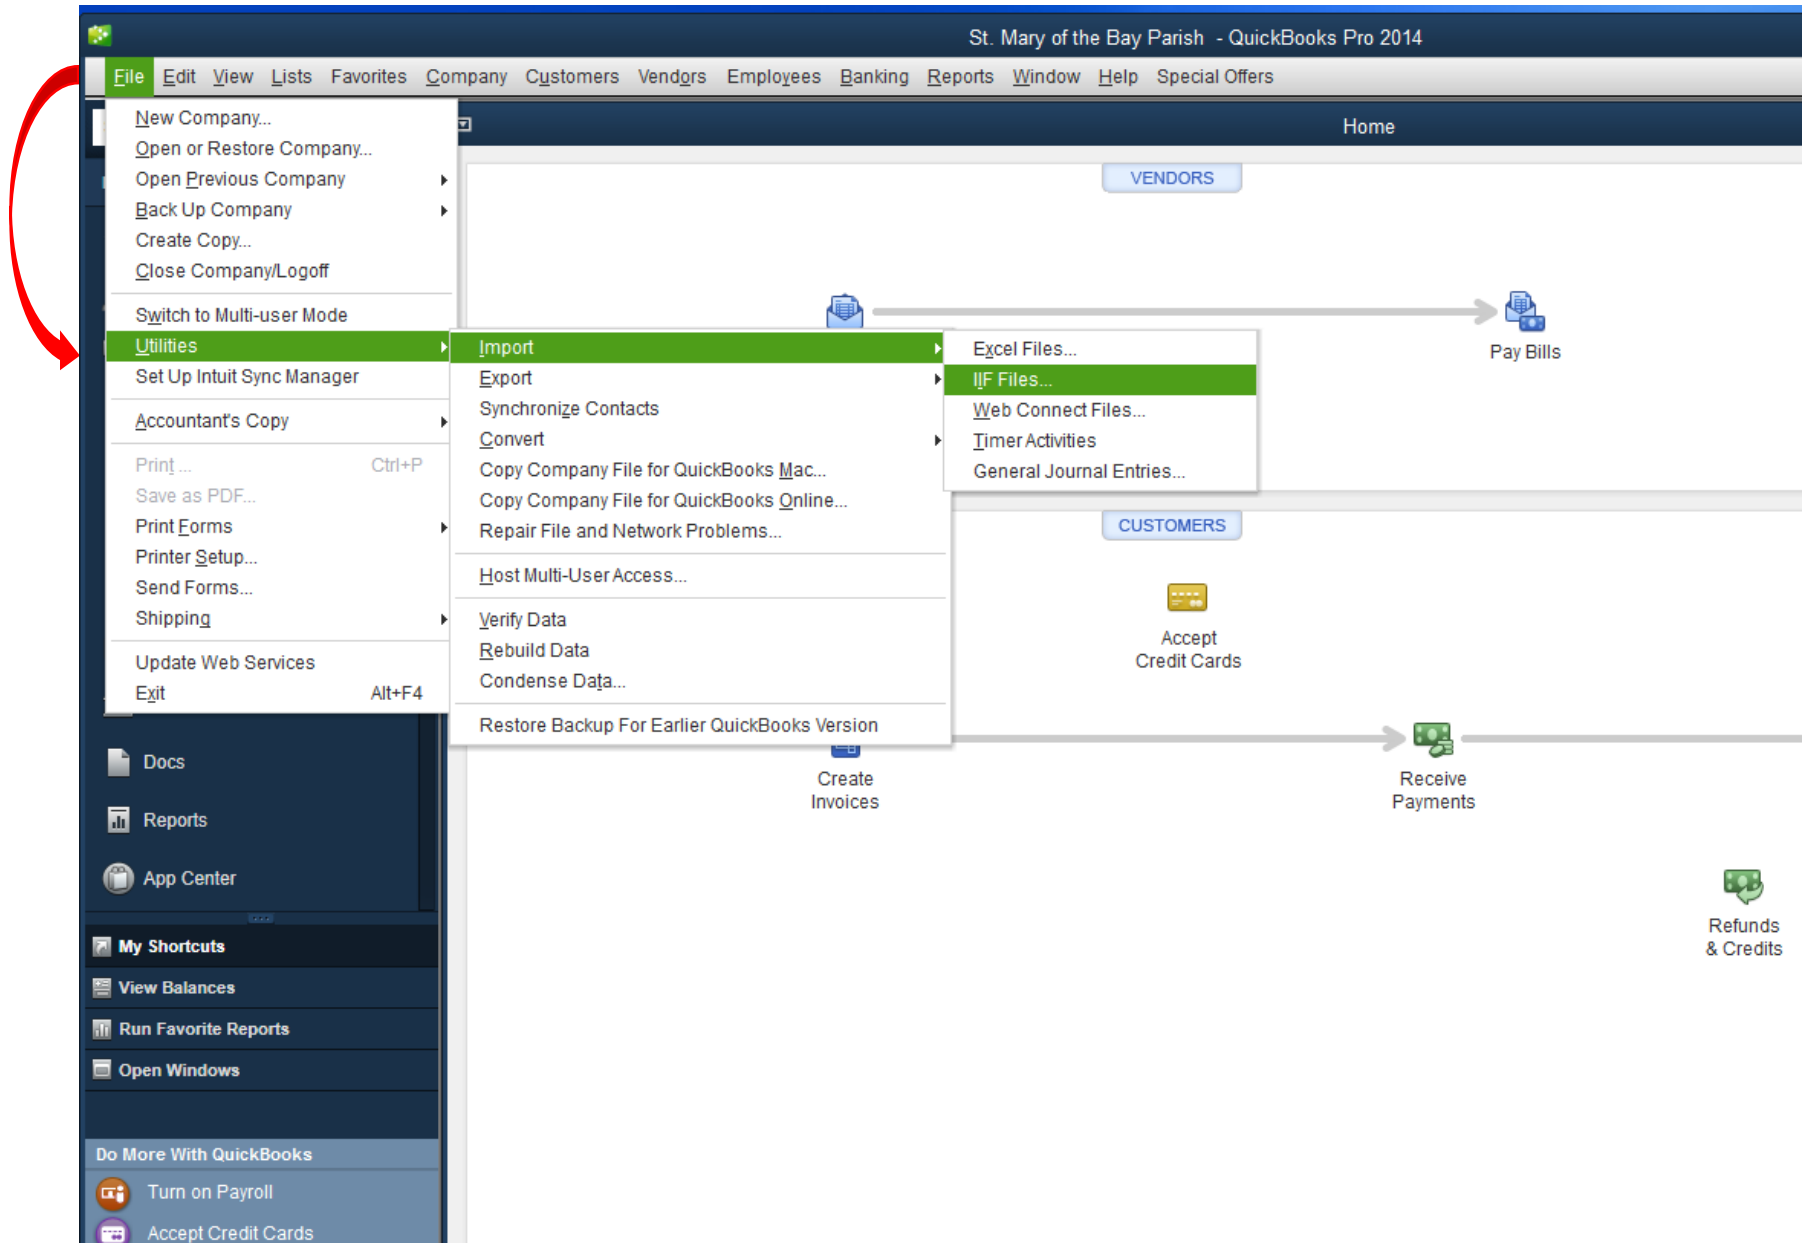 St. Mary of the Bay Parish - QuickBooks Pro 2014
File Edit View Lists Favorites Company Customers Vendors Employees Banking Reports Window Help Special Offers
Home
New Company...
Open or Restore Company...
Open Previous Company
Back Up Company
Create Copy...
Close Company/Logoff
Switch to Multi-user Mode
Utilities
Set Up Intuit Sync Manager
Accountant's Copy
Print ... Ctrl+P
Save as PDF...
Print Forms
Printer Setup...
Send Forms...
Shipping
Update Web Services
Exit Alt+F4
Import
Export
Synchronize Contacts
Convert
Copy Company File for QuickBooks Mac...
Copy Company File for QuickBooks Online...
Repair File and Network Problems...
Host Multi-User Access...
Verify Data
Rebuild Data
Condense Data...
Restore Backup For Earlier QuickBooks Version
Excel Files...
IIF Files...
Web Connect Files...
Timer Activities
General Journal Entries...
VENDORS
Pay Bills
CUSTOMERS
Accept
Credit Cards
Create
Invoices
Receive
Payments
Refunds
& Credits
Docs
Reports
App Center
My Shortcuts
View Balances
Run Favorite Reports
Open Windows
Do More With QuickBooks
Turn on Payroll
Accept Credit Cards